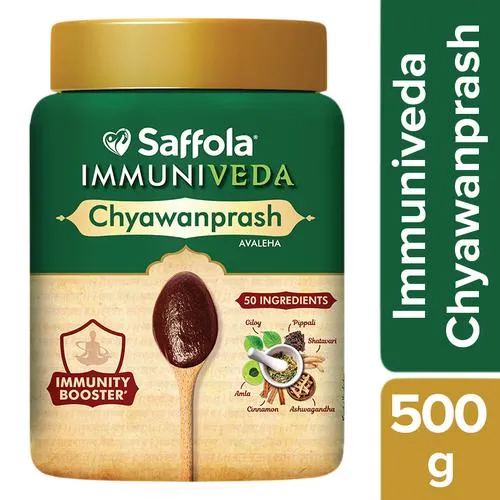 Saffola®
IMMUNIVEDA
Chyawanprash
AVALEHA
50 INGREDIENTS
Giloy
Pippali
Shatavari
Amla
Cinnamon
Ashwagandha
IMMUNITY
BOOSTER*
Immuniveda
Chyawanprash
500
g